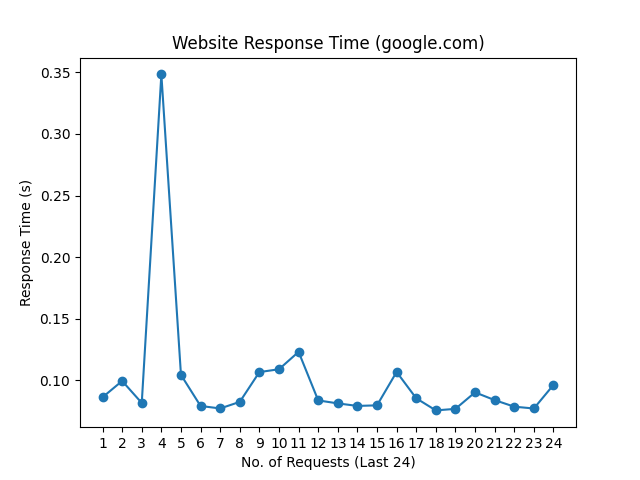 Website Response Time (google.com)
Response Time (s)
0.35
0.30
0.25
0.20
0.15
0.10
1 2 3 4 5 6 7 8 9 10 11 12 13 14 15 16 17 18 19 20 21 22 23 24
No. of Requests (Last 24)